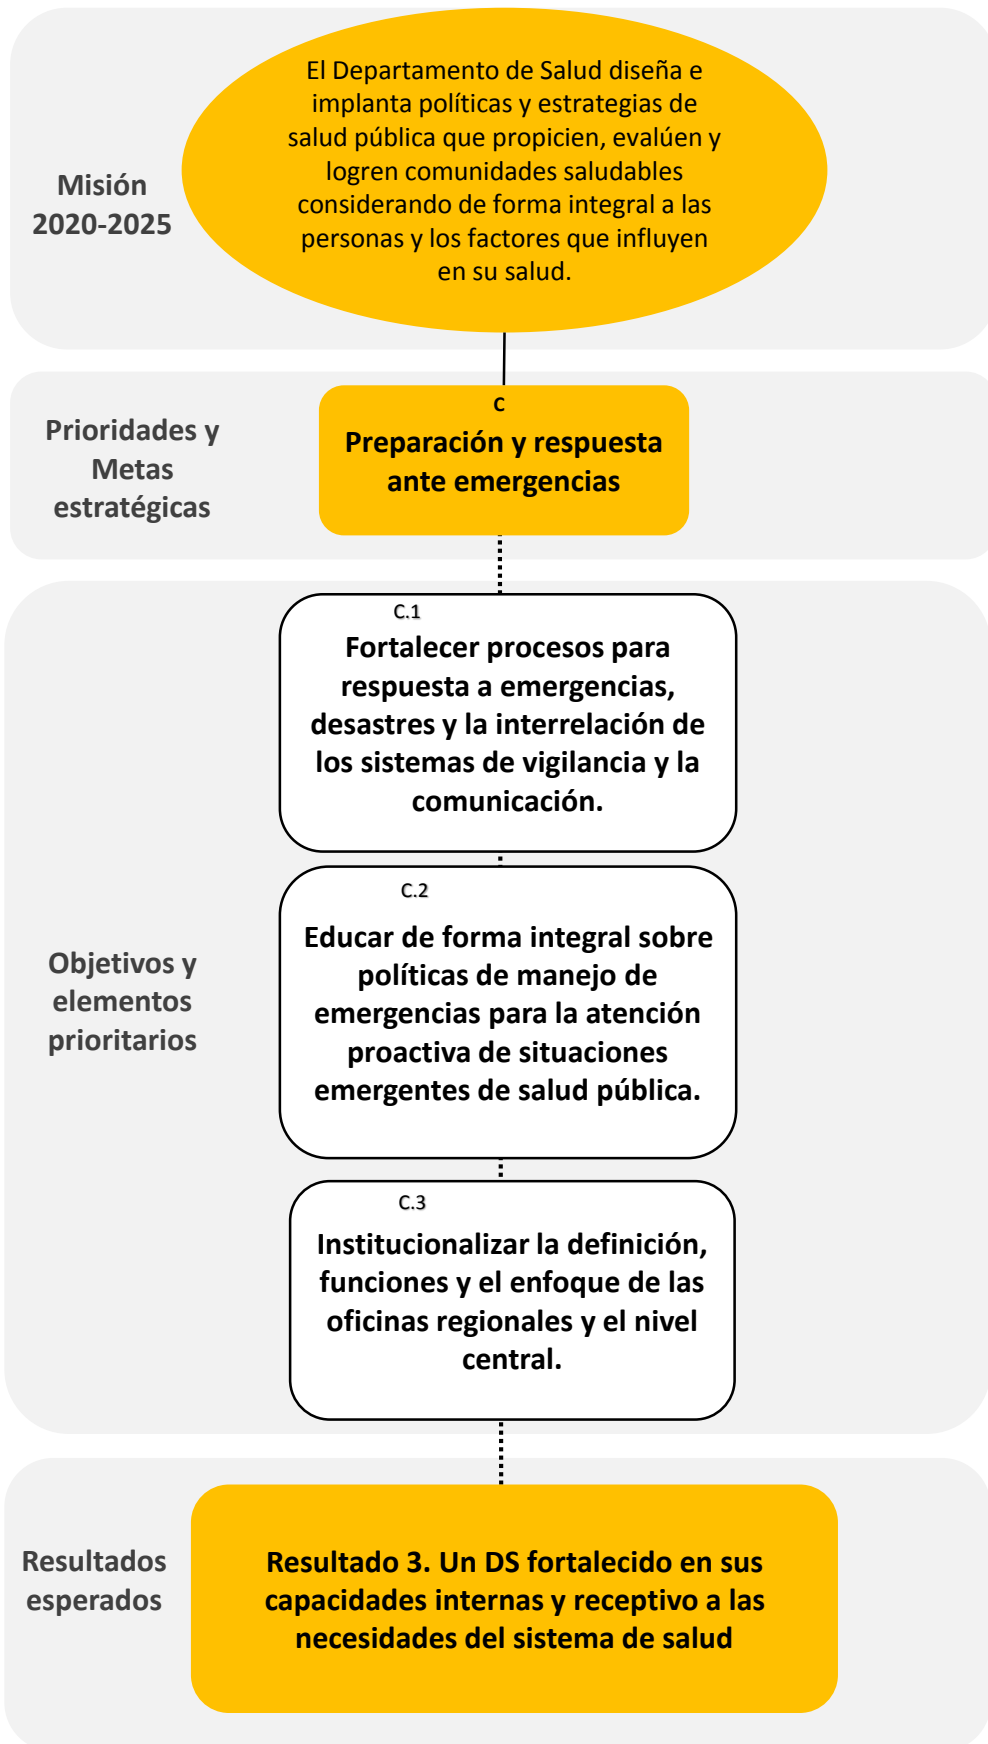 Misión
2020-2025
El Departamento de Salud diseña e
implanta políticas y estrategias de
salud pública que propicien, evalúen y
logren comunidades saludables
considerando de forma integral a las
personas y los factores que influyen
en su salud.
Prioridades y
Metas
estratégicas
C
Preparación y respuesta
ante emergencias
Objetivos y
elementos
prioritarios
C.1
Fortalecer procesos para
respuesta a emergencias,
desastres y la interrelación de
los sistemas de vigilancia y la
comunicación.
C.2
Educar de forma integral sobre
políticas de manejo de
emergencias para la atención
proactiva de situaciones
emergentes de salud pública.
C.3
Institucionalizar la definición,
funciones y el enfoque de las
oficinas regionales y el nivel
central.
Resultados
esperados
Resultado 3. Un DS fortalecido en sus
capacidades internas y receptivo a las
necesidades del sistema de salud